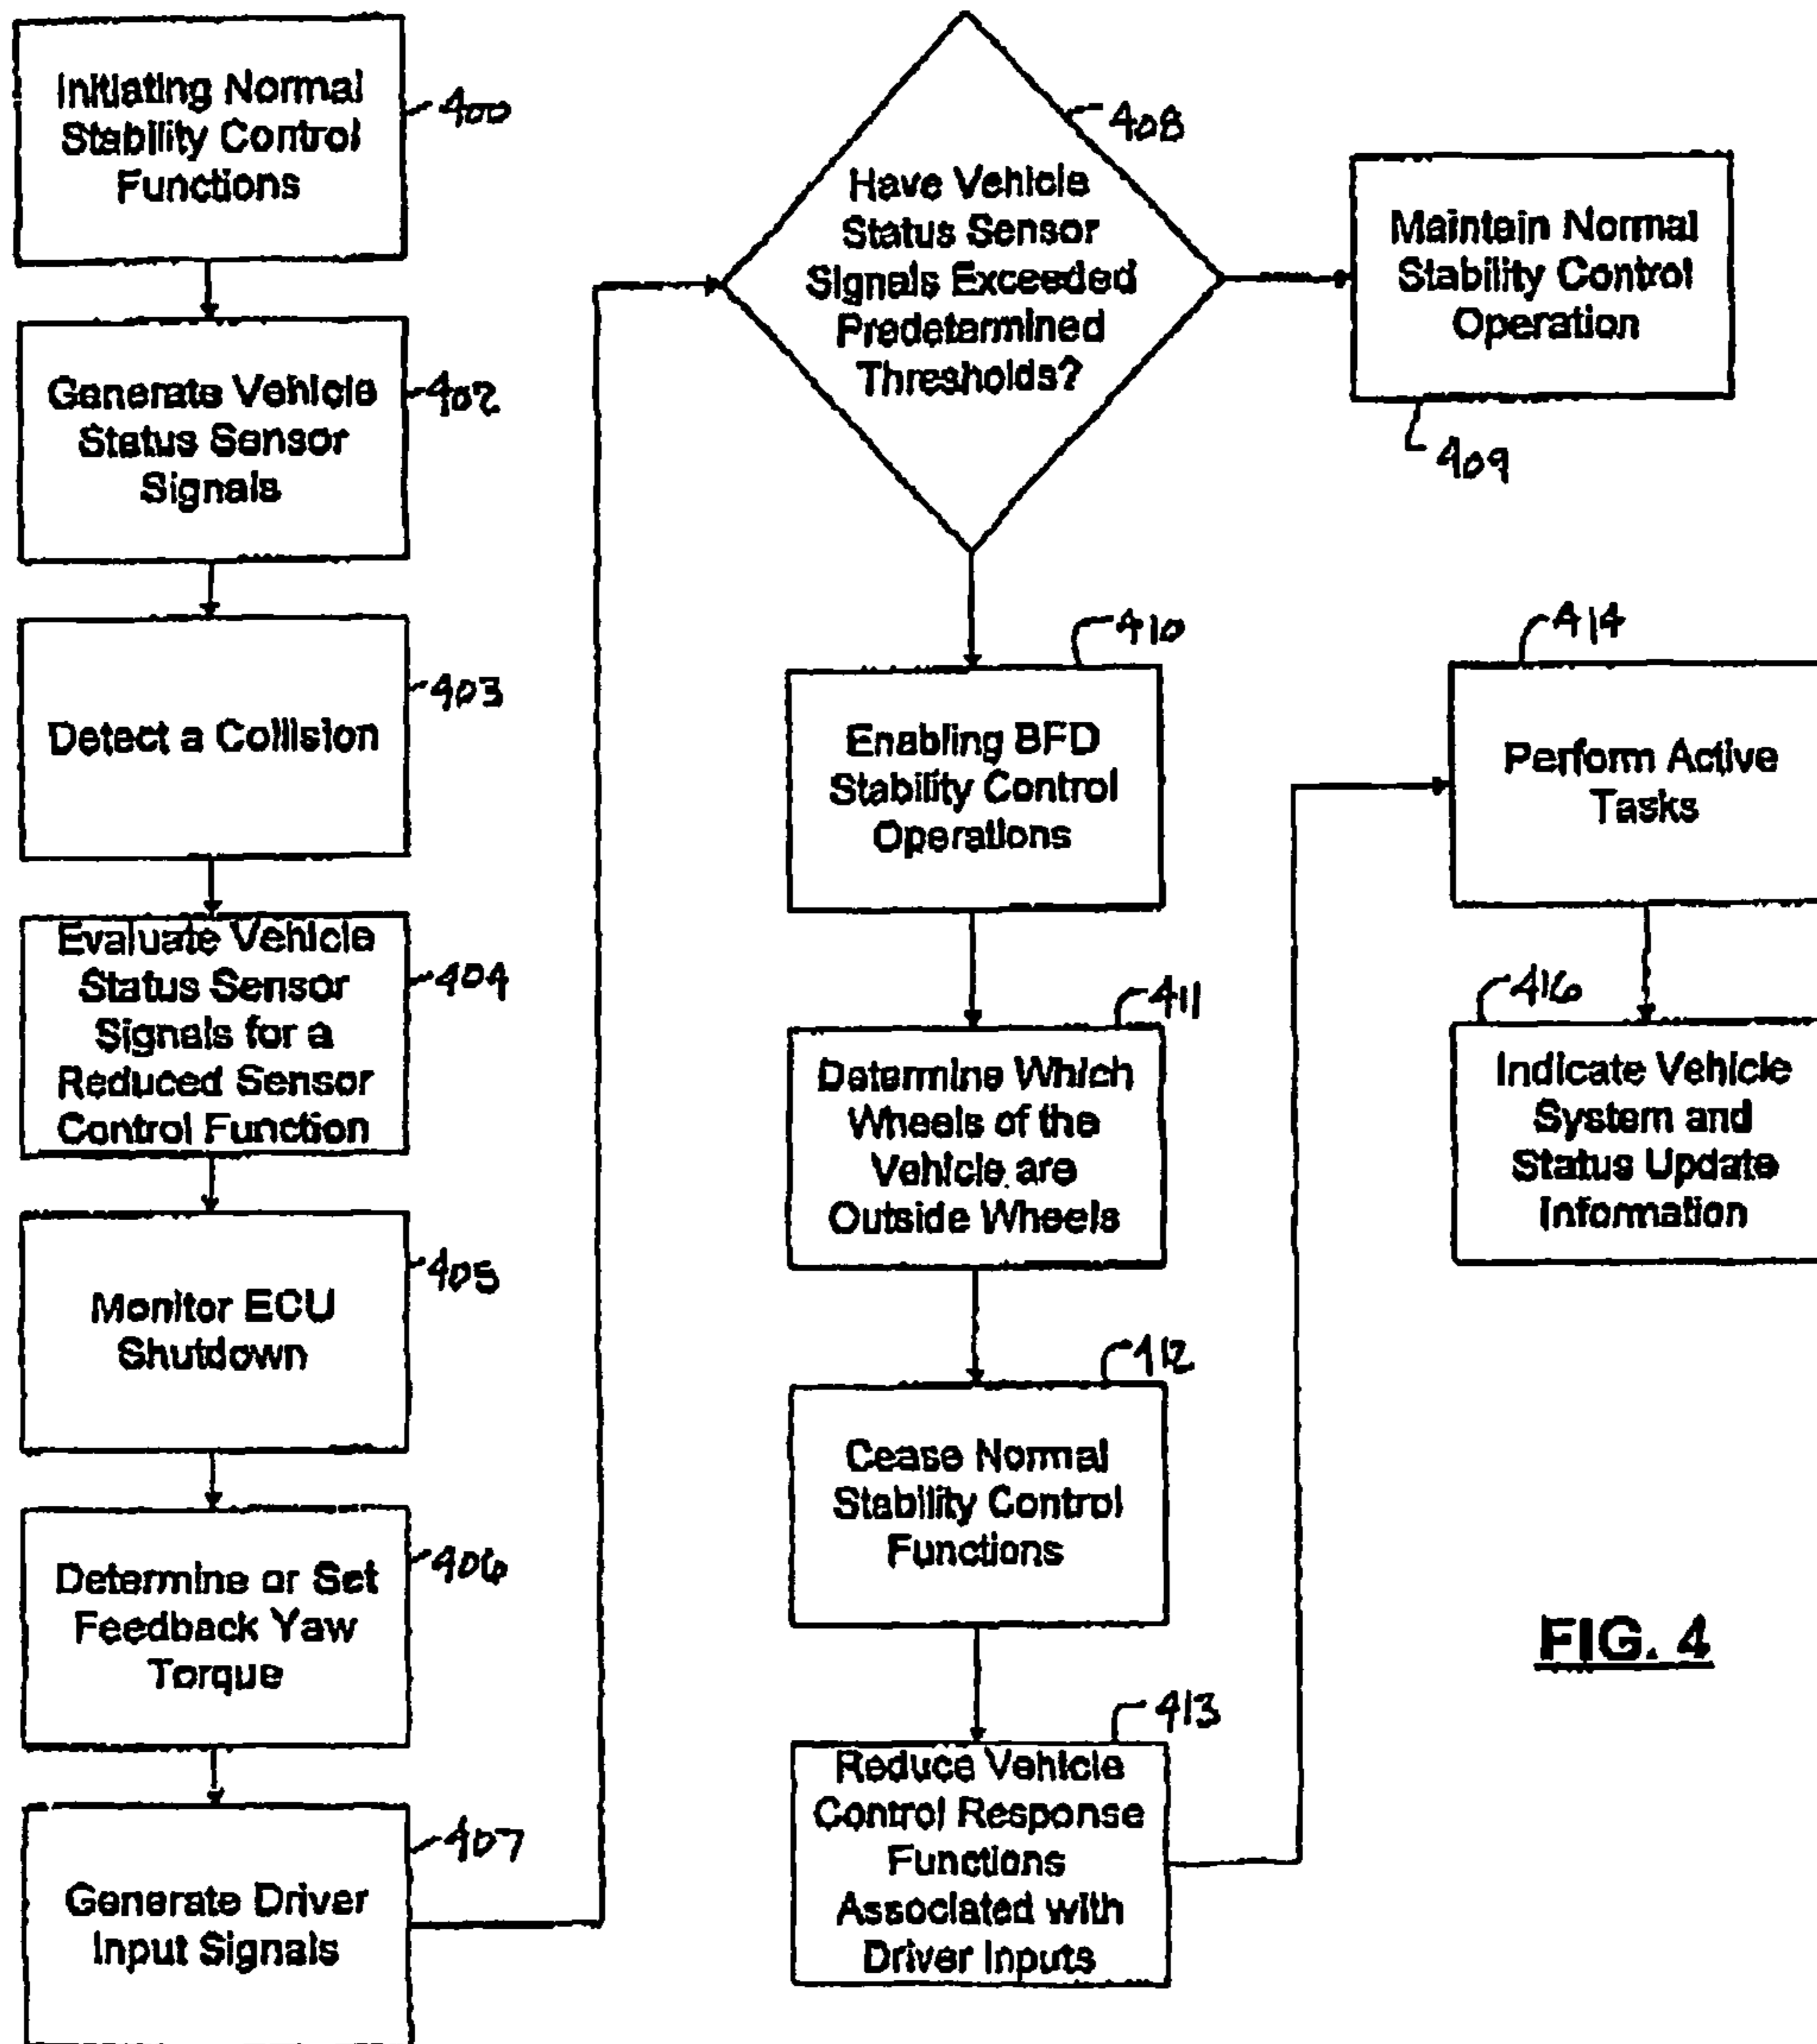 Initiating Normal
Stability Control
Functions
400
Generate Vehicle
Status Sensor
Signals
402
Detect a Collision
403
Evaluate Vehicle
Status Sensor
Signals for a
Reduced Sensor
Control Function
404
Monitor ECU
Shutdown
405
Determine or Set
Feedback Yaw
Torque
406
Generate Driver
Input Signals
407
408
Have Vehicle
Status Sensor
Signals Exceeded
Predetermined
Thresholds?
Maintain Normal
Stability Control
Operation
409
410
Enabling BFD
Stability Control
Operations
411
Determine Which
Wheels of the
Vehicle are
Outside Wheels
412
Cease Normal
Stability Control
Functions
413
Reduce Vehicle
Control Response
Functions
Associated with
Driver Inputs
414
Perform Active
Tasks
416
Indicate Vehicle
System and
Status Update
Information
FIG. 4